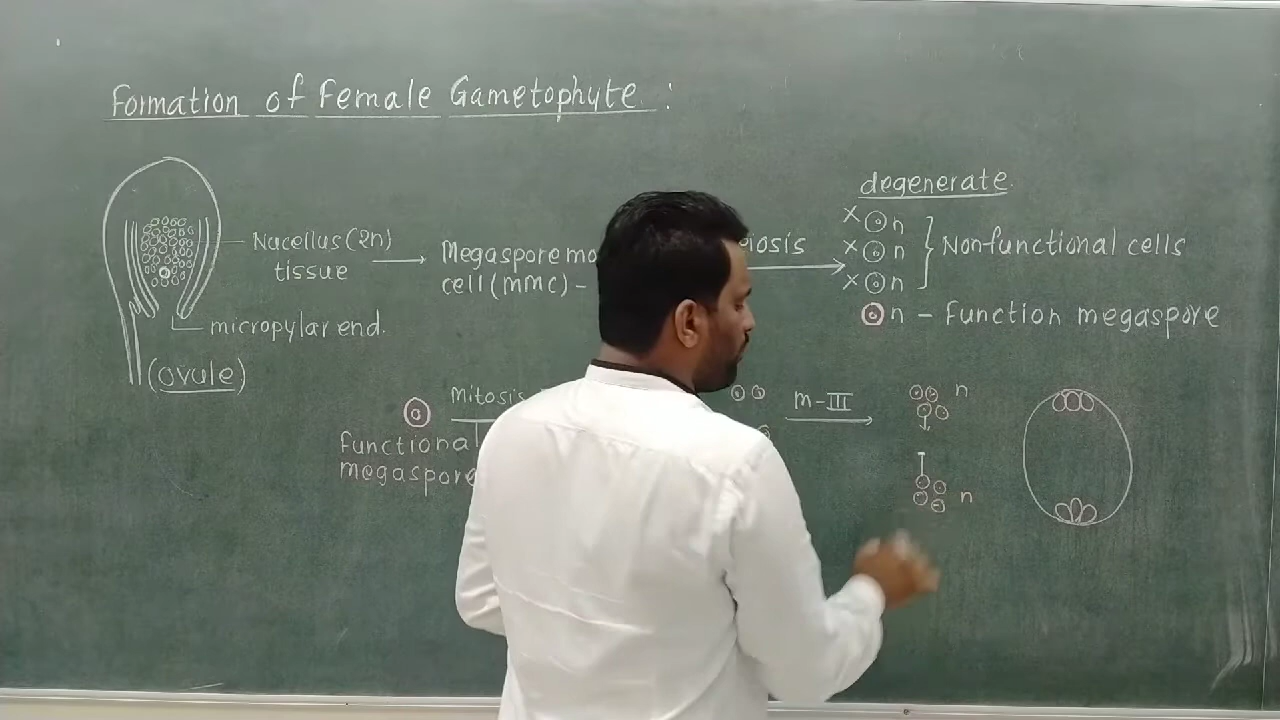 Formation of Female Gametophyte :
degenerate
x n
x n
x n
Nonfunctional cells
n - Function megaspore
Nucellus (2n)
tissue
Megaspore mo
cell (MMC) -
iosis
micropylar end.
(ovule)
mitosis
m-III
n
n
functional
megaspore